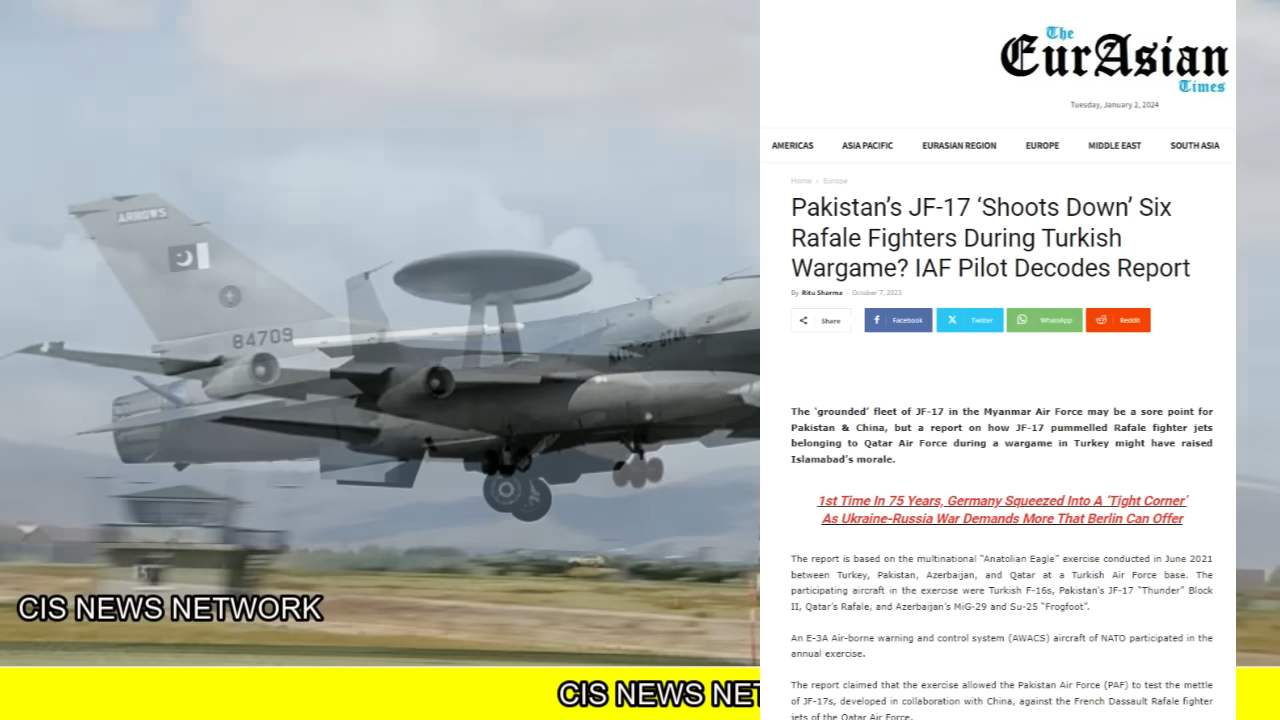 ARROWS
84709
NATO OTAN
CIS NEWS NETWORK
CIS NEWS NET
The
EurAsian
Times
Tuesday, January 2, 2024
AMERICAS ASIA PACIFIC EURASIAN REGION EUROPE MIDDLE EAST SOUTH ASIA
Home › Europe
Pakistan’s JF-17 ‘Shoots Down’ Six
Rafale Fighters During Turkish
Wargame? IAF Pilot Decodes Report
By Ritu Sharma - October 7, 2023
Share Facebook Twitter WhatsApp ReddIt
The ‘grounded’ fleet of JF-17 in the Myanmar Air Force may be a sore point for
Pakistan & China, but a report on how JF-17 pummelled Rafale fighter jets
belonging to Qatar Air Force during a wargame in Turkey might have raised
Islamabad’s morale.
1st Time In 75 Years, Germany Squeezed Into A ‘Tight Corner’
As Ukraine-Russia War Demands More That Berlin Can Offer
The report is based on the multinational “Anatolian Eagle” exercise conducted in June 2021
between Turkey, Pakistan, Azerbaijan, and Qatar at a Turkish Air Force base. The
participating aircraft in the exercise were Turkish F-16s, Pakistan’s JF-17 “Thunder” Block
II, Qatar’s Rafale, and Azerbaijan’s MiG-29 and Su-25 “Frogfoot”.
An E-3A Air-borne warning and control system (AWACS) aircraft of NATO participated in the
annual exercise.
The report claimed that the exercise allowed the Pakistan Air Force (PAF) to test the mettle
of JF-17s, developed in collaboration with China, against the French Dassault Rafale fighter
jets of the Qatar Air Force.